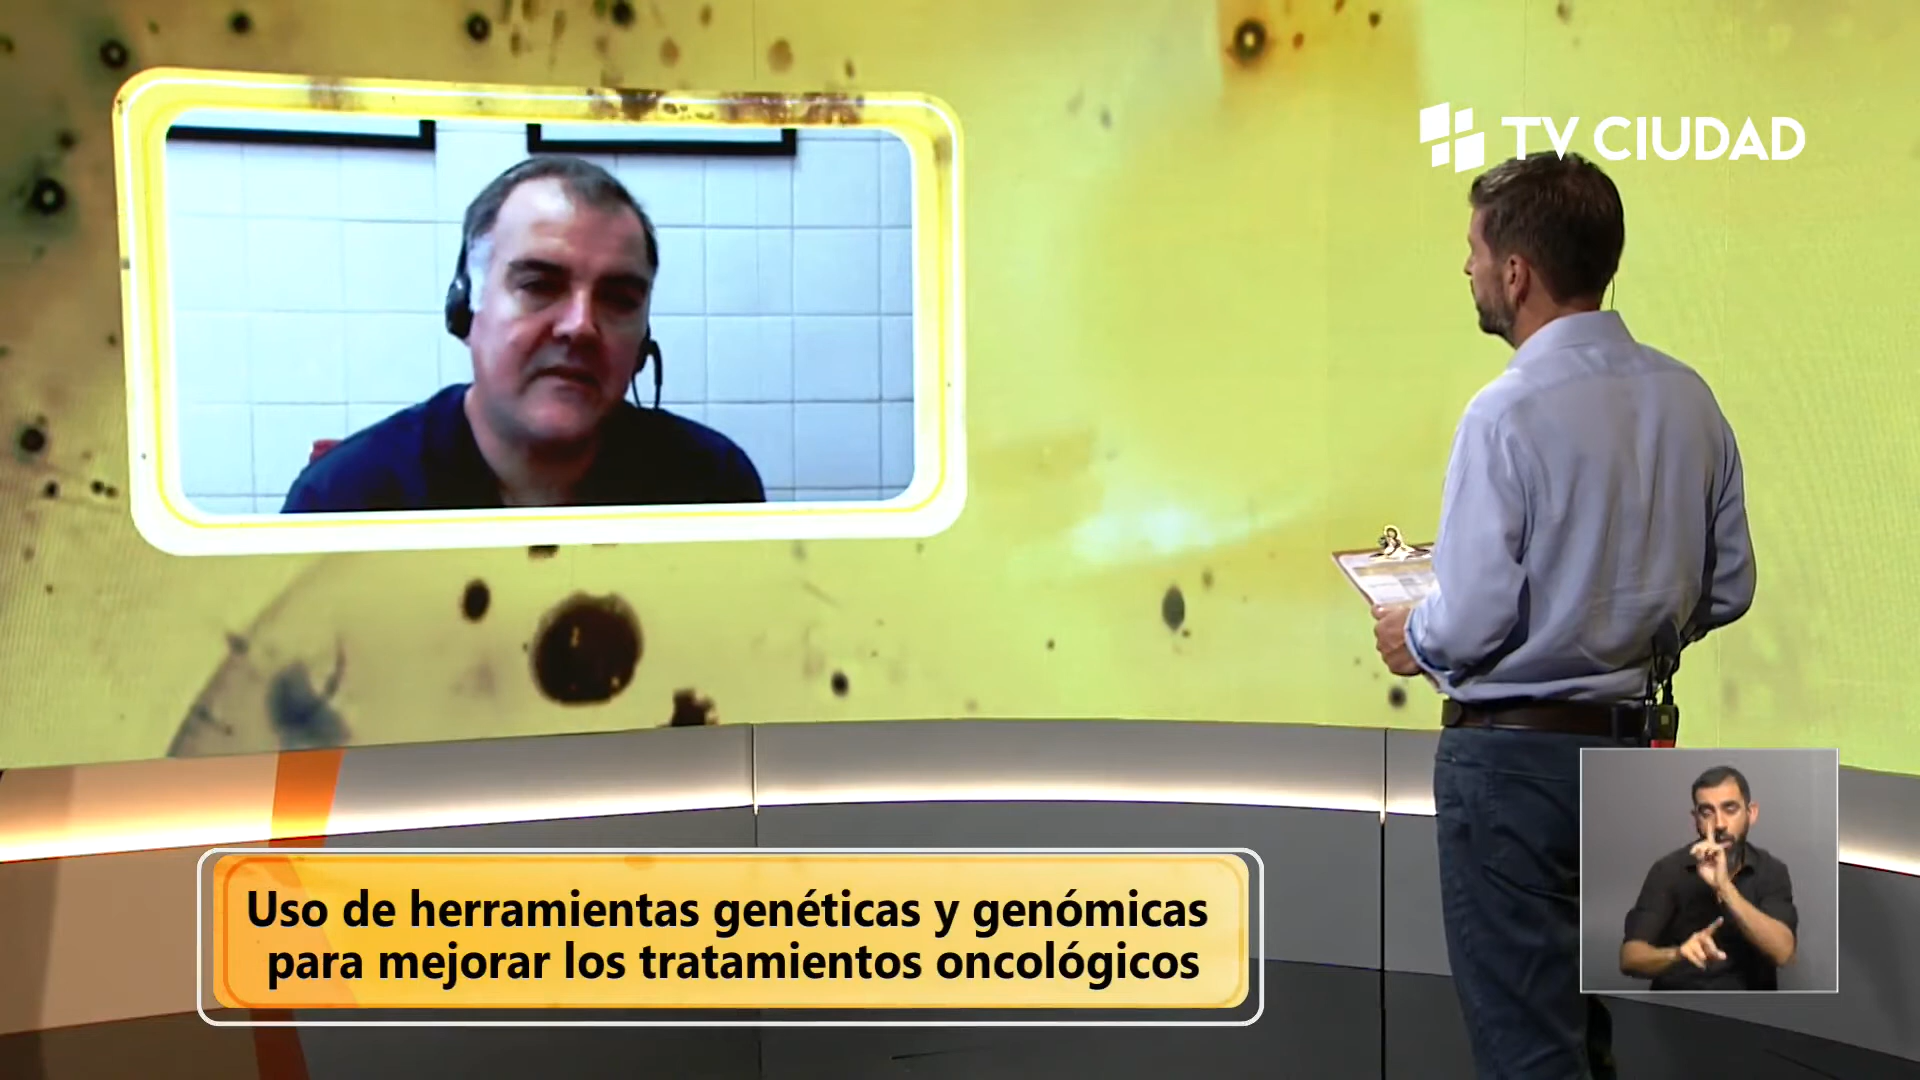 TV CIUDAD
Uso de herramientas genéticas y genómicas
para mejorar los tratamientos oncológicos